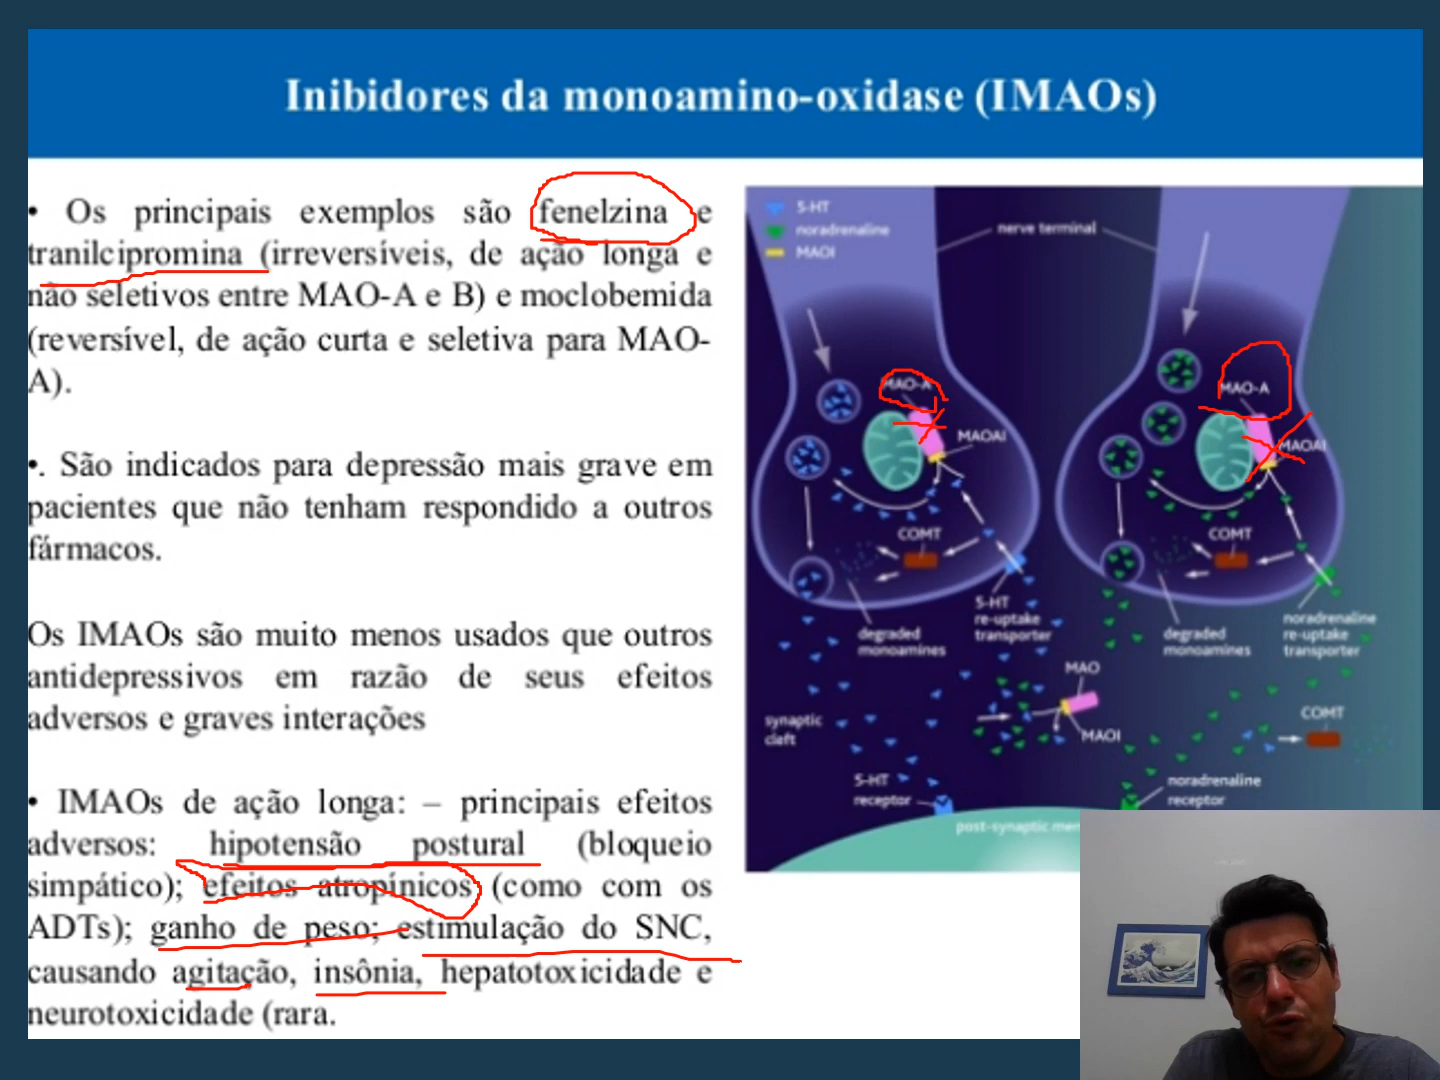 Inibidores da monoamino-oxidase (IMAOs)
• Os principais exemplos são fenelzina e
tranilcipromina (irreversíveis, de ação longa e
não seletivos entre MAO-A e B) e moclobemida
(reversível, de ação curta e seletiva para MAO-
A).
•. São indicados para depressão mais grave em
pacientes que não tenham respondido a outros
fármacos.
Os IMAOs são muito menos usados que outros
antidepressivos em razão de seus efeitos
adversos e graves interações
• IMAOs de ação longa: – principais efeitos
adversos: hipotensão postural (bloqueio
simpático); efeitos atropínicos (como com os
ADTs); ganho de peso; estimulação do SNC,
causando agitação, insônia, hepatotoxicidade e
neurotoxicidade (rara.
5-HT
noradrenaline
MAOI
nerve terminal
MAO-A
MAOAI
COMT
5-HT
re-uptake
transporter
degraded
monoamines
MAO-A
MAOAI
COMT
noradrenaline
re-uptake
transporter
degraded
monoamines
MAO
MAOI
synaptic
cleft
COMT
5-HT
receptor
noradrenaline
receptor
post-synaptic